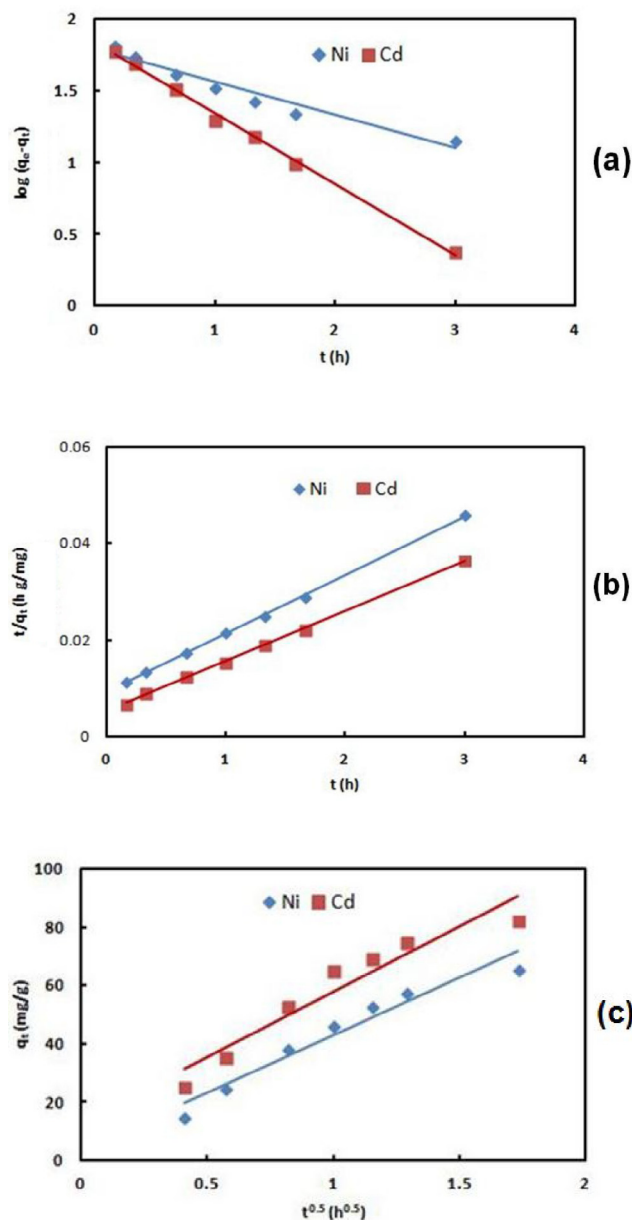 2
Ni Cd
1.5
log (qe-qt)
1
(a)
0.5
0
0 1 2 3 4
t (h)
0.06
Ni Cd
0.04
t/qt (h g/mg)
(b)
0.02
0
0 1 2 3 4
t (h)
100
Ni Cd
80
60
qt (mg/g)
(c)
40
20
0
0 0.5 1 1.5 2
t0.5 (h0.5)